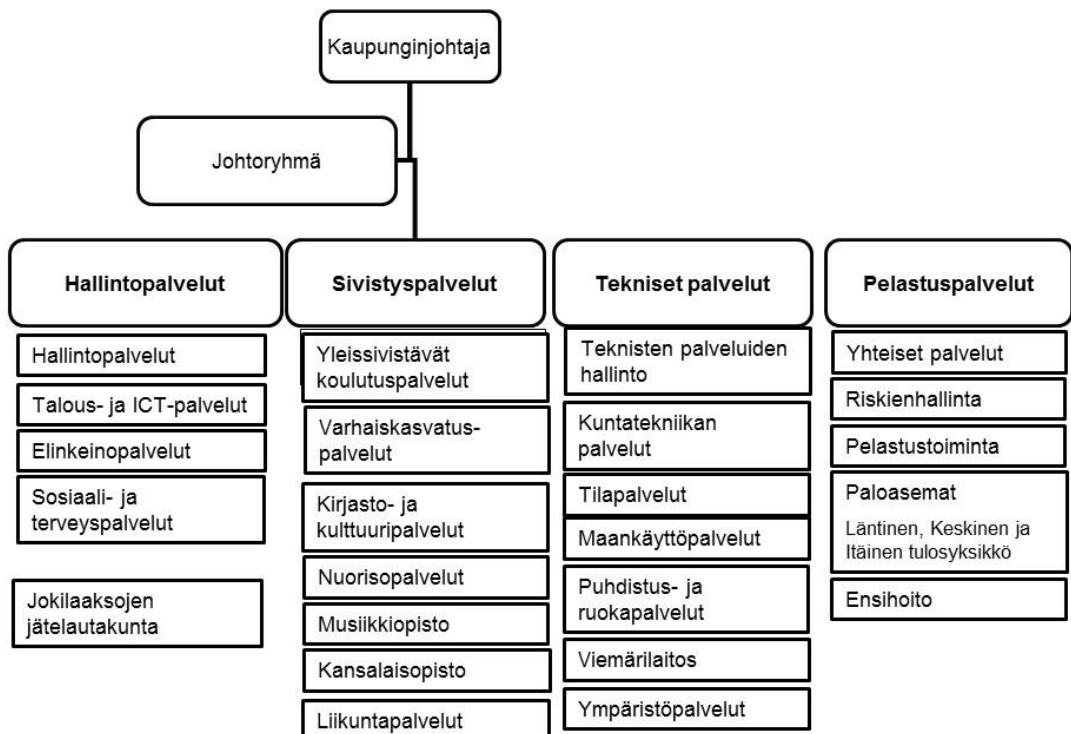 Kaupunginjohtaja
Johtoryhmä
Hallintopalvelut
Hallintopalvelut
Talous- ja ICT-palvelut
Elinkeinopalvelut
Sosiaali- ja
terveyspalvelut
Jokilaaksojen
jätelautakunta
Sivistyspalvelut
Yleissivistävät
koulutuspalvelut
Varhaiskasvatus-
palvelut
Kirjasto- ja
kulttuuripalvelut
Nuorisopalvelut
Musiikkiopisto
Kansalaisopisto
Liikuntapalvelut
Tekniset palvelut
Teknisten palveluiden
hallinto
Kuntatekniikan
palvelut
Tilapalvelut
Maankäyttöpalvelut
Puhdistus- ja
ruokapalvelut
Viemärilaitos
Ympäristöpalvelut
Pelastuspalvelut
Yhteiset palvelut
Riskienhallinta
Pelastustoiminta
Paloasemat
Läntinen, Keskinen ja
Itäinen tulosyksikkö
Ensihoito